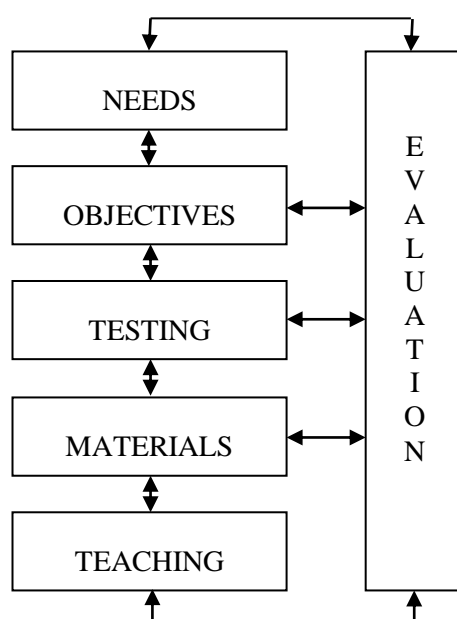 NEEDS
OBJECTIVES
TESTING
MATERIALS
TEACHING
E
V
A
L
U
A
T
I
O
N